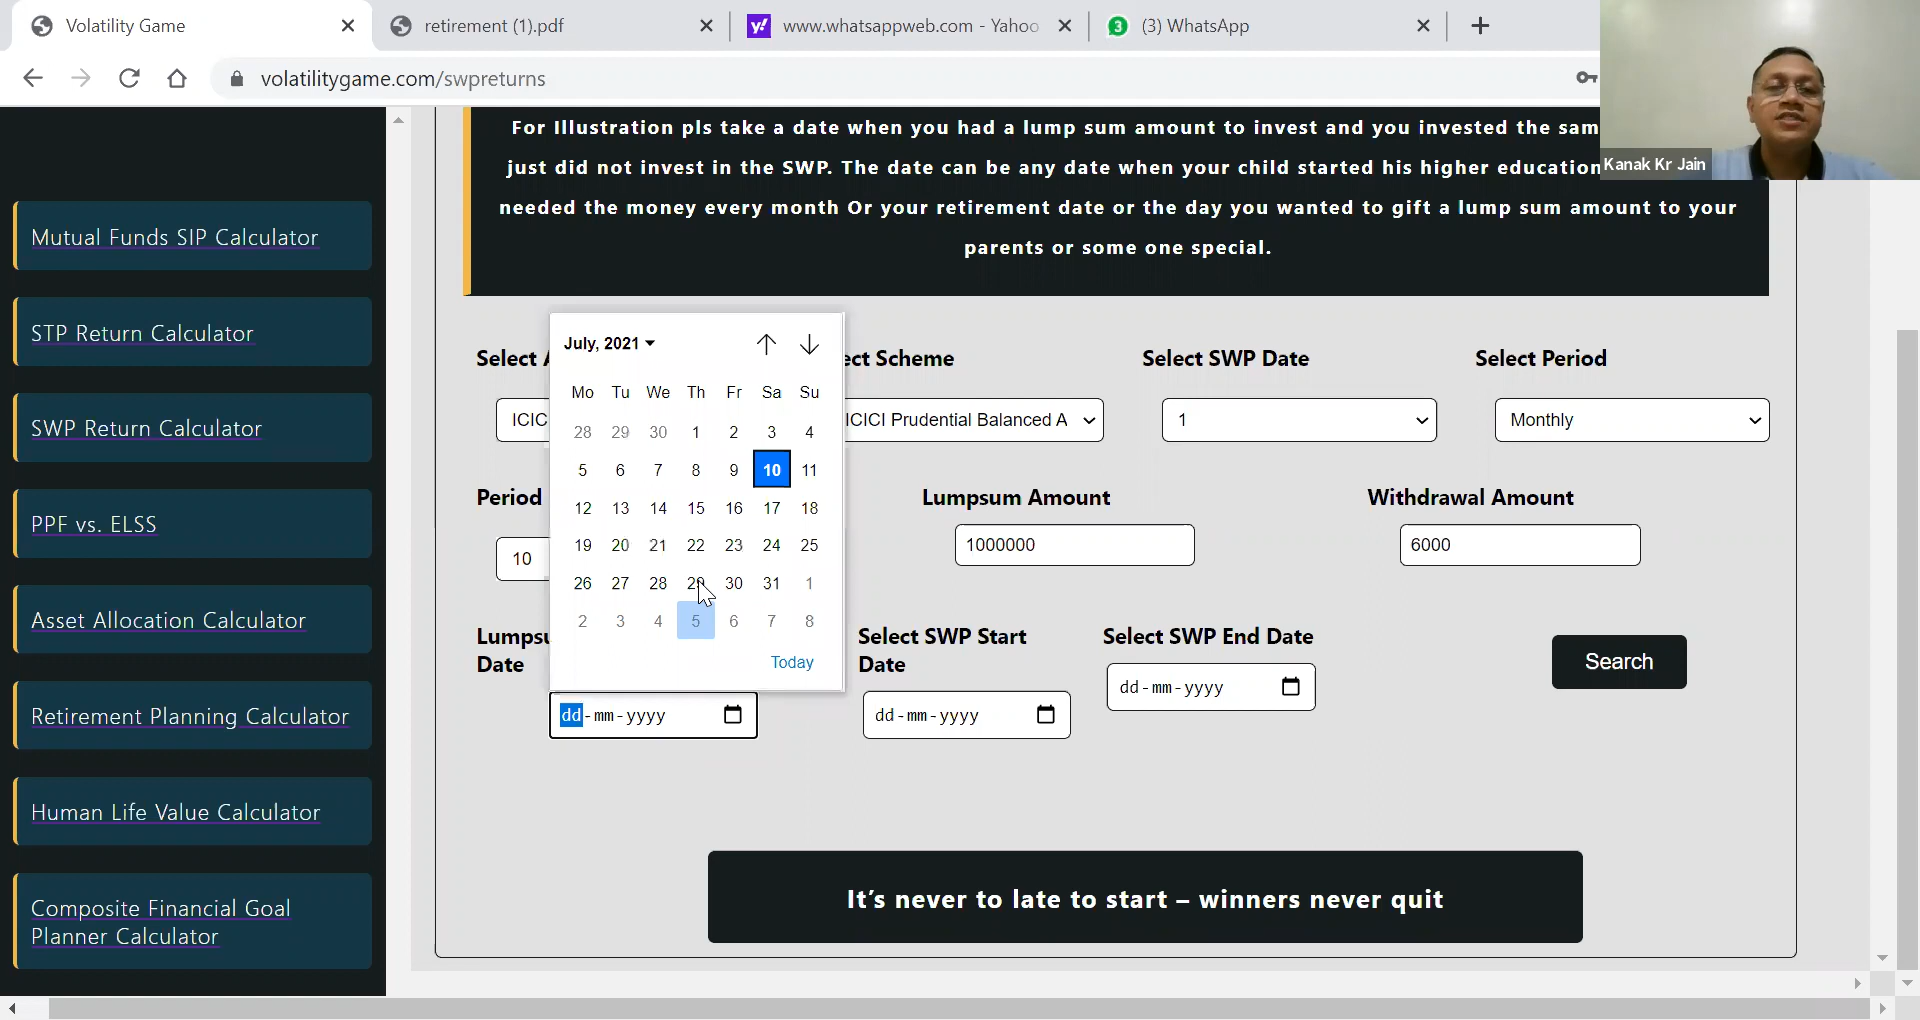 Volatility Game
retirement (1).pdf
www.whatsappweb.com - Yahoo
3
(3) WhatsApp
volatilitygame.com/swpreturns
Kanak Kr Jain
For Illustration pls take a date when you had a lump sum amount to invest and you invested the sam
just did not invest in the SWP. The date can be any date when your child started his higher education
needed the money every month Or your retirement date or the day you wanted to gift a lump sum amount to your
parents or some one special.
Mutual Funds SIP Calculator
STP Return Calculator
SWP Return Calculator
PPF vs. ELSS
Asset Allocation Calculator
Retirement Planning Calculator
Human Life Value Calculator
Composite Financial Goal
Planner Calculator
Select A
ect Scheme
Select SWP Date
Select Period
ICIC
ICICI Prudential Balanced A
1
Monthly
Period
Lumpsum Amount
Withdrawal Amount
10
1000000
6000
July, 2021
Mo Tu We Th Fr Sa Su
28 29 30 1 2 3 4
5 6 7 8 9 10 11
12 13 14 15 16 17 18
19 20 21 22 23 24 25
26 27 28 29 30 31 1
2 3 4 5 6 7 8
Today
Lumpsu
Date
dd-mm-yyyy
Select SWP Start
Date
dd-mm-yyyy
Select SWP End Date
dd-mm-yyyy
Search
It's never to late to start – winners never quit